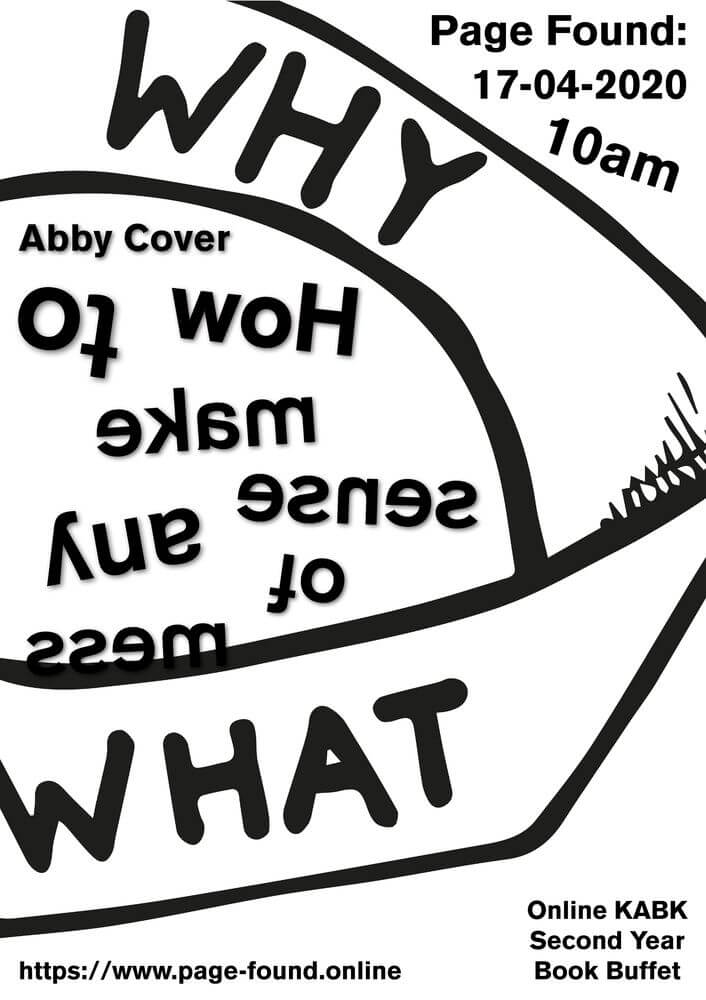 Page Found:
17-04-2020
10am
WHY
Abby Cover
How to
make
sense
any
of
mess
WHAT
Online KABK
Second Year
Book Buffet
https://www.page-found.online